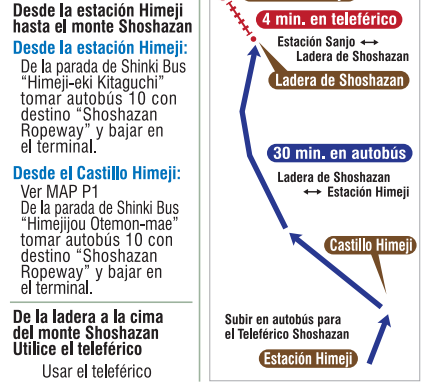 Desde la estación Himeji
hasta el monte Shoshazan
Desde la estación Himeji:
De la parada de Shinki Bus
“Himeji-eki Kitaguchi”
tomar autobús 10 con
destino “Shoshazan
Ropeway” y bajar en
el terminal.
Desde el Castillo Himeji:
Ver MAP P1
De la parada de Shinki Bus
“Himejijou Otemon-mae”
tomar autobús 10 con
destino “Shoshazan
Ropeway” y bajar en
el terminal.
De la ladera a la cima
del monte Shoshazan
Utilice el teleférico
Usar el teleférico
4 min. en teleférico
Estación Sanjo ↔
Ladera de Shoshazan
Ladera de Shoshazan
30 min. en autobús
Ladera de Shoshazan
↔ Estación Himeji
Castillo Himeji
Subir en autobús para
el Teleférico Shoshazan
Estación Himeji